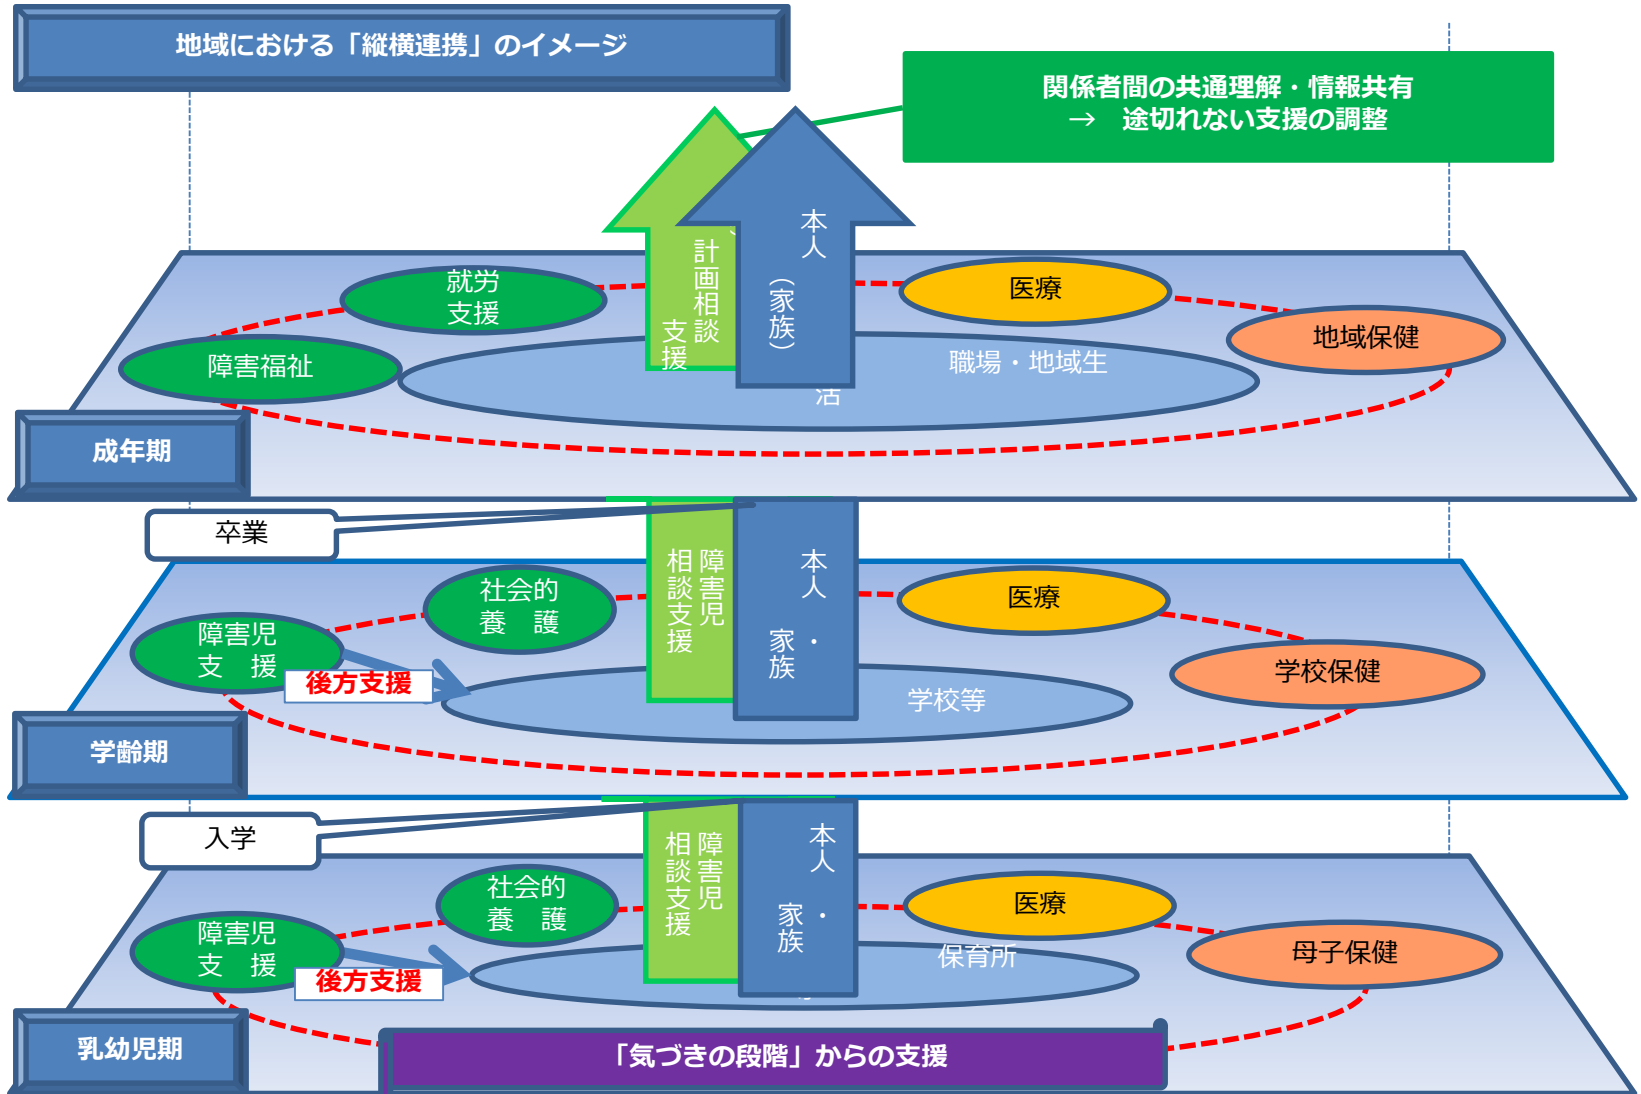 地域における「縦横連携」のイメージ
関係者間の共通理解・情報共有
→　途切れない支援の調整
本人
（家族）
計画相談
支援
就労
支援
医療
地域保健
障害福祉
職場・地域生
活
成年期
卒業
障害児
相談支援
本人
・
家族
社会的
養　護
医療
障害児
支　援
後方支援
学校等
学校保健
学齢期
入学
障害児
相談支援
本人
・
家族
社会的
養　護
医療
障害児
支　援
後方支援
保育所
母子保健
乳幼児期
「気づきの段階」からの支援